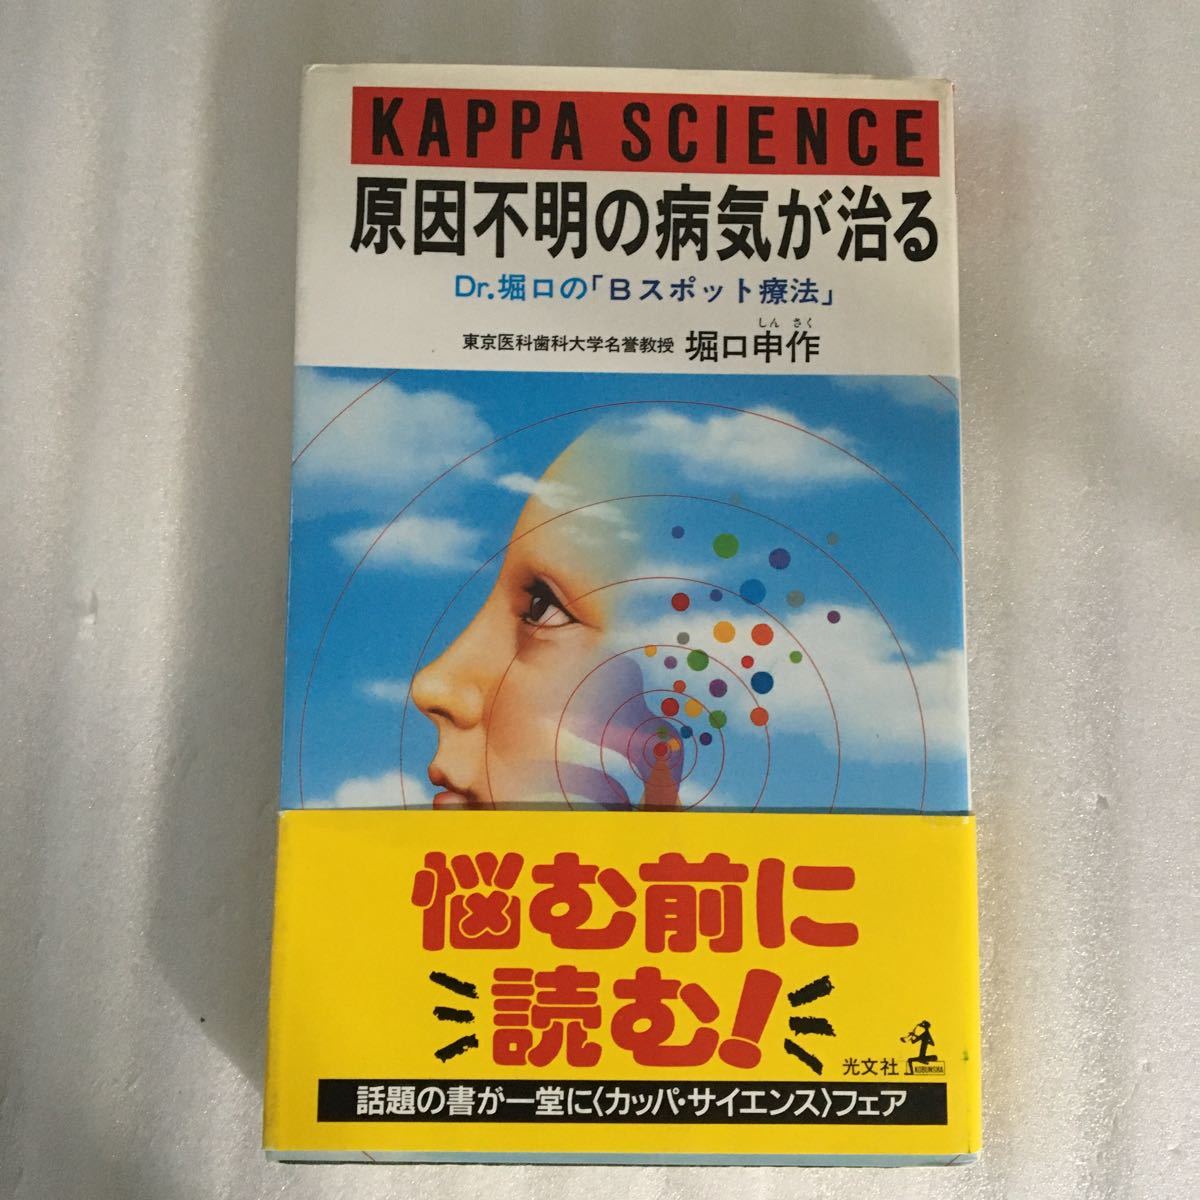 KAPPA SCIENCE
原因不明の病気が治る
Dr.堀口の「Bスポット療法」
しん さく
東京医科歯科大学名誉教授 堀口申作
悩む前に
読む!
光文社 KOBUNSHA
話題の書が一堂に〈カッパ・サイエンス〉フェア